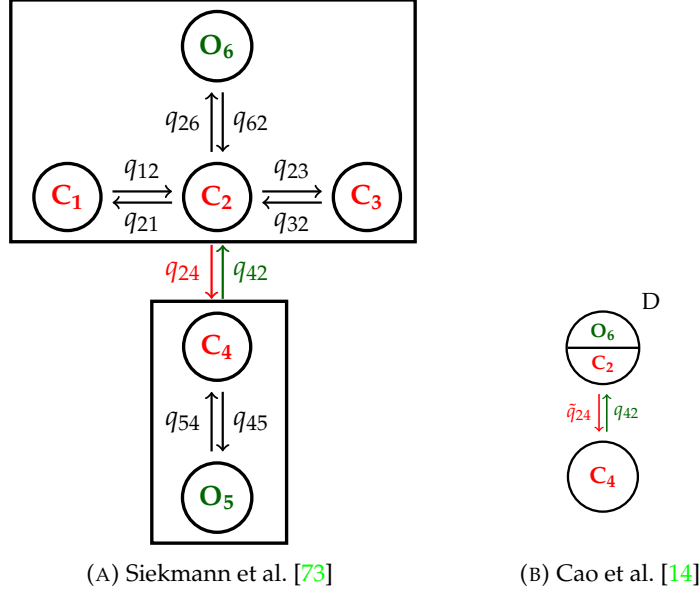 O₆
q₂₆ q₆₂
q₁₂ q₂₃
C₁ C₂ C₃
q₂₁ q₃₂
q₂₄ q₄₂
D
C₄ O₆
C₂
q₅₄ q₄₅ q̃₂₄ q₄₂
C₄
O₅
(A) Siekmann et al. [73] (B) Cao et al. [14]